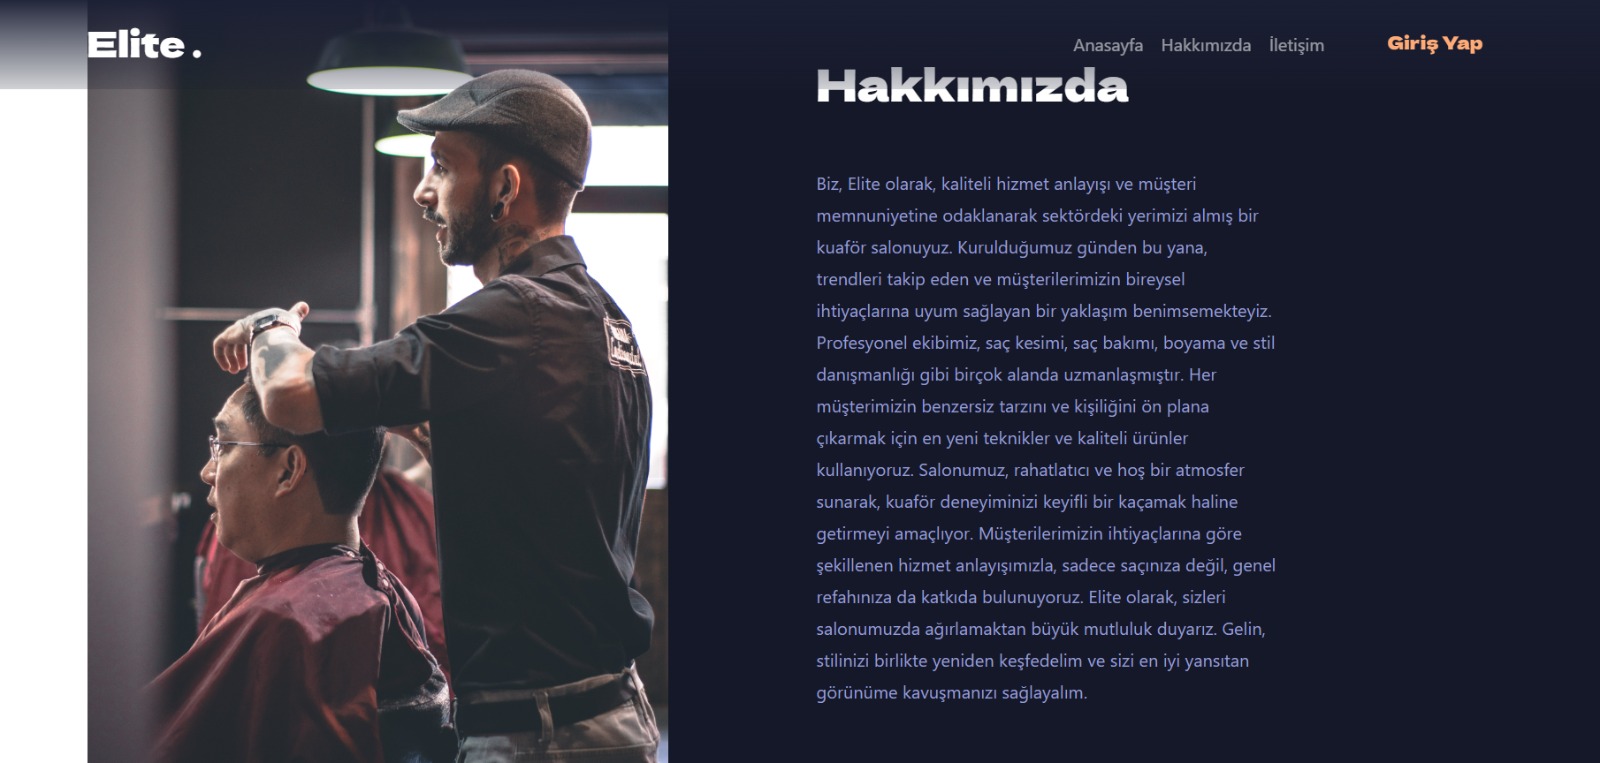 Elite .
Anasayfa Hakkımızda İletişim Giriş Yap
Hakkımızda
Biz, Elite olarak, kaliteli hizmet anlayışı ve müşteri
memnuniyetine odaklanarak sektördeki yerimizi almış bir
kuaför salonuyuz. Kurulduğumuz günden bu yana,
trendleri takip eden ve müşterilerimizin bireysel
ihtiyaçlarına uyum sağlayan bir yaklaşım benimsemekteyiz.
Profesyonel ekibimiz, saç kesimi, saç bakımı, boyama ve stil
danışmanlığı gibi birçok alanda uzmanlaşmıştır. Her
müşterimizin benzersiz tarzını ve kişiliğini ön plana
çıkarmak için en yeni teknikler ve kaliteli ürünler
kullanıyoruz. Salonumuz, rahatlatıcı ve hoş bir atmosfer
sunarak, kuaför deneyiminizi keyifli bir kaçamak haline
getirmeyi amaçlıyor. Müşterilerimizin ihtiyaçlarına göre
şekillenen hizmet anlayışımızla, sadece saçınıza değil, genel
refahınıza da katkıda bulunuyoruz. Elite olarak, sizleri
salonumuzda ağırlamaktan büyük mutluluk duyarız. Gelin,
stilinizi birlikte yeniden keşfedelim ve sizi en iyi yansıtan
görünüme kavuşmanızı sağlayalım.